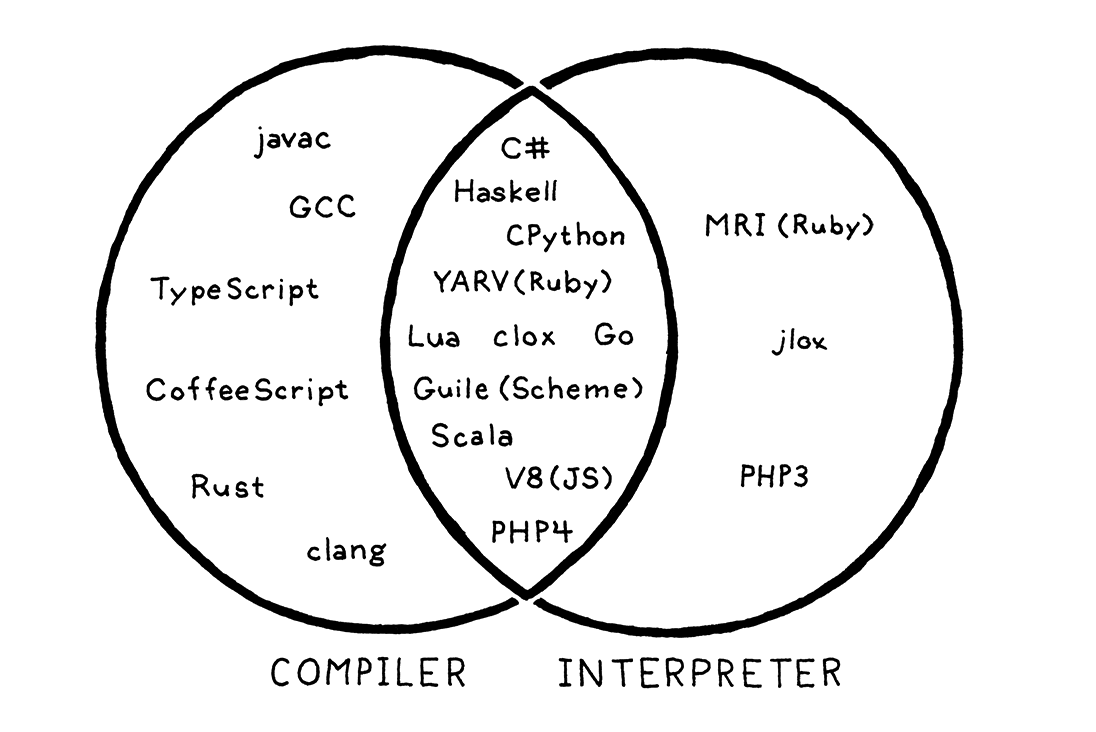 javac
GCC
TypeScript
CoffeeScript
Rust
clang
C#
Haskell
CPython
YARV (Ruby)
Lua clox Go
Guile (Scheme)
Scala
V8 (JS)
PHP4
MRI (Ruby)
jlox
PHP3
COMPILER INTERPRETER